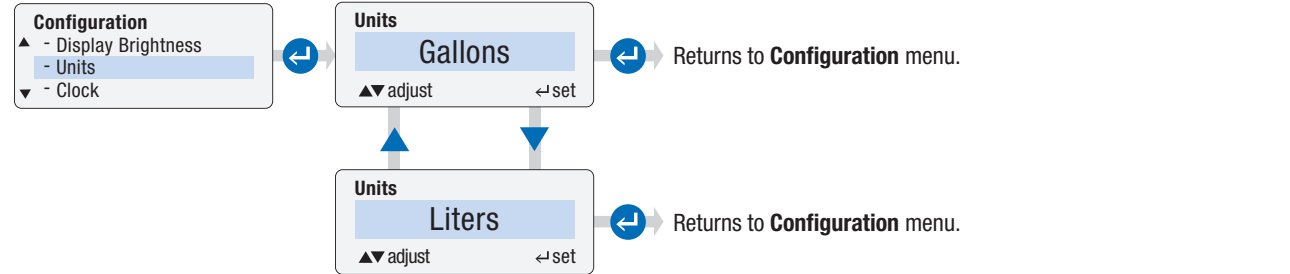 Configuration
- Display Brightness
- Units
- Clock
Units
Gallons
▲▼ adjust ↵ set
Returns to Configuration menu.
Units
Liters
▲▼ adjust ↵ set
Returns to Configuration menu.